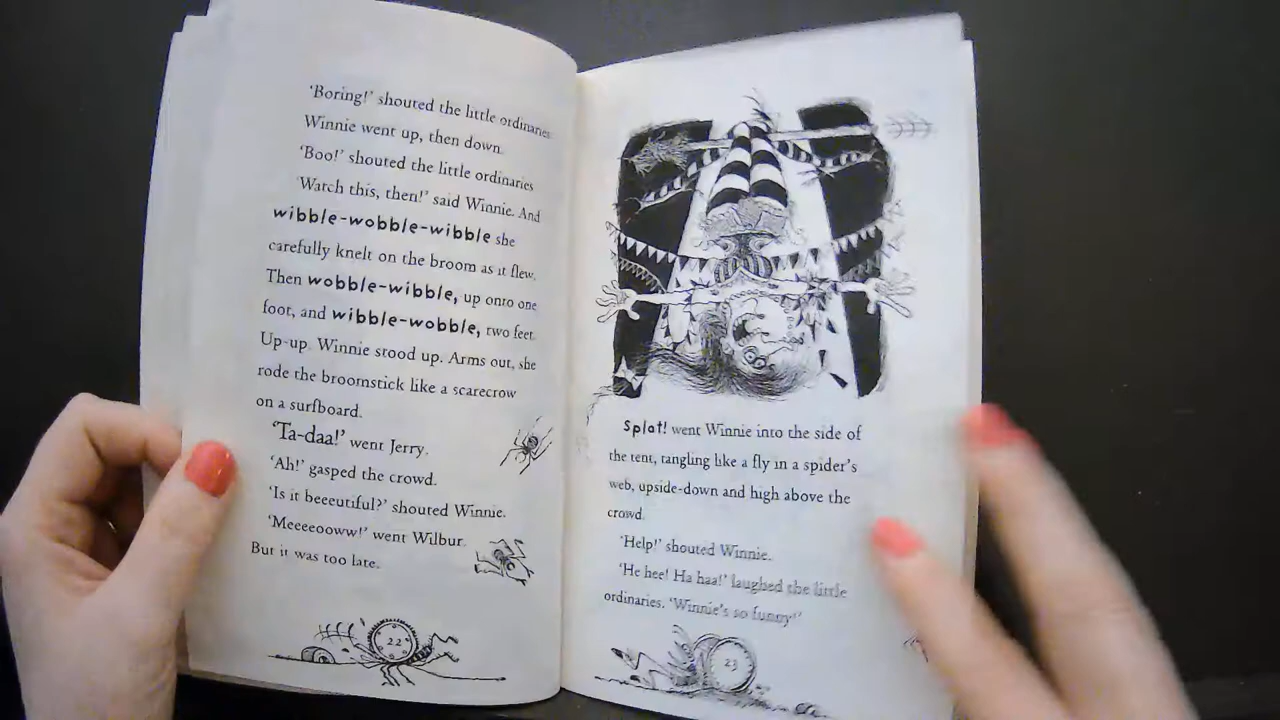 ‘Boring!’ shouted the little ordinaries.
Winnie went up, then down.
‘Boo!’ shouted the little ordinaries
‘Watch this, then!’ said Winnie. And
wibble-wobble-wibble she
carefully knelt on the broom as it flew.
Then wobble-wibble, up onto one
foot, and wibble-wobble, two feet.
Up-up. Winnie stood up. Arms out, she
rode the broomstick like a scarecrow
on a surfboard.
‘Ta-daa!’ went Jerry.
‘Ah!’ gasped the crowd.
‘Is it beeeutiful?’ shouted Winnie.
‘Meeeeooww!’ went Wilbur.
But it was too late.
22
Splat! went Winnie into the side of
the tent, tangling like a fly in a spider’s
web, upside-down and high above the
crowd.
‘Help!’ shouted Winnie.
‘He hee! Ha haa!’ laughed the little
ordinaries. ‘Winnie’s so funny!’
23